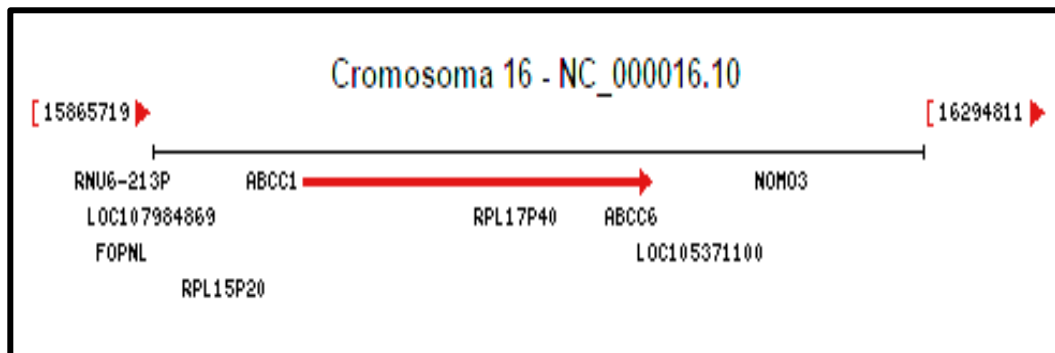 Cromosoma 16 - NC_000016.10
[ 15865719
[ 16294811
RNU6-213P ABCC1 NOMO3
LOC107984869 RPL17P40 ABCC6
FOPNL LOC105371100
RPL15P20